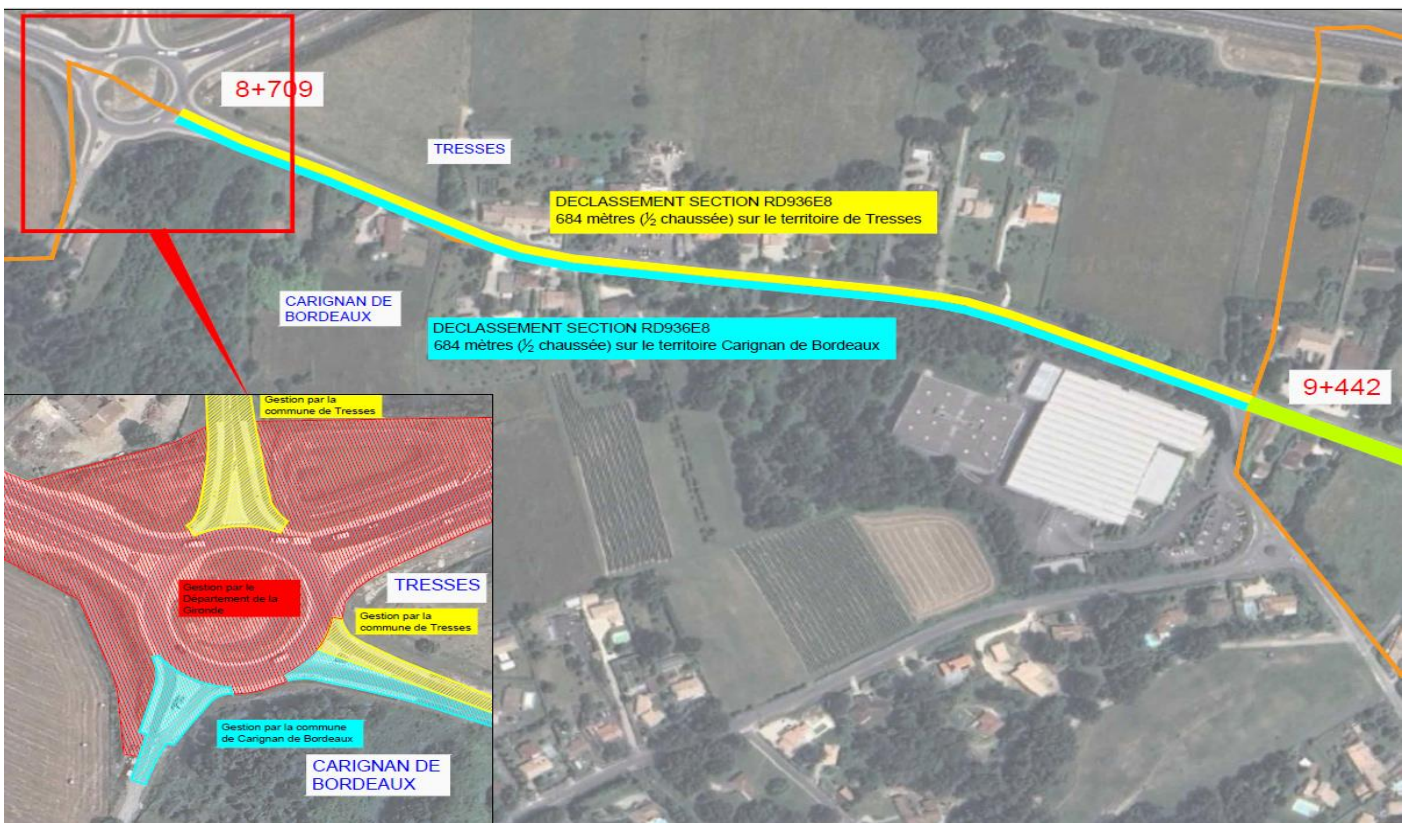 8+709
TRESSES
DECLASSEMENT SECTION RD936E8
684 mètres (½ chaussée) sur le territoire de Tresses
CARIGNAN DE
BORDEAUX
DECLASSEMENT SECTION RD936E8
684 mètres (½ chaussée) sur le territoire Carignan de Bordeaux
9+442
Gestion par la
commune de Tresses
Gestion par le
Département de la
Gironde
TRESSES
Gestion par la
commune de Tresses
Gestion par la commune
de Carignan de Bordeaux
CARIGNAN DE
BORDEAUX